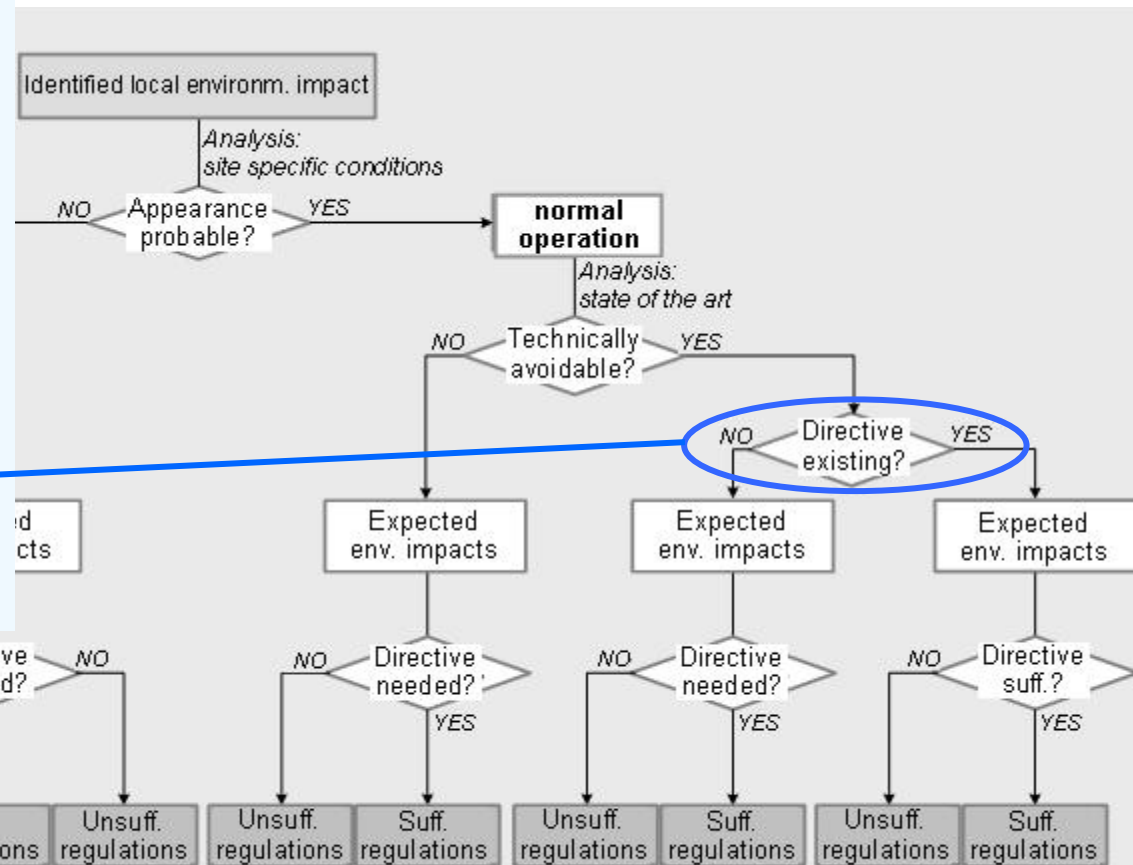 Identified local environm. impact
Analysis:
site specific conditions
NO
Appearance
probable?
YES
normal
operation
Analysis:
state of the art
NO
Technically
avoidable?
YES
NO
Directive
existing?
YES
Expected
env. impacts
Expected
env. impacts
Expected
env. impacts
NO
NO
Directive
needed?
YES
NO
Directive
needed?
YES
NO
Directive
suff.?
YES
Unsuff.
regulations
Unsuff.
regulations
Suff.
regulations
Unsuff.
regulations
Suff.
regulations
Unsuff.
regulations
Suff.
regulations